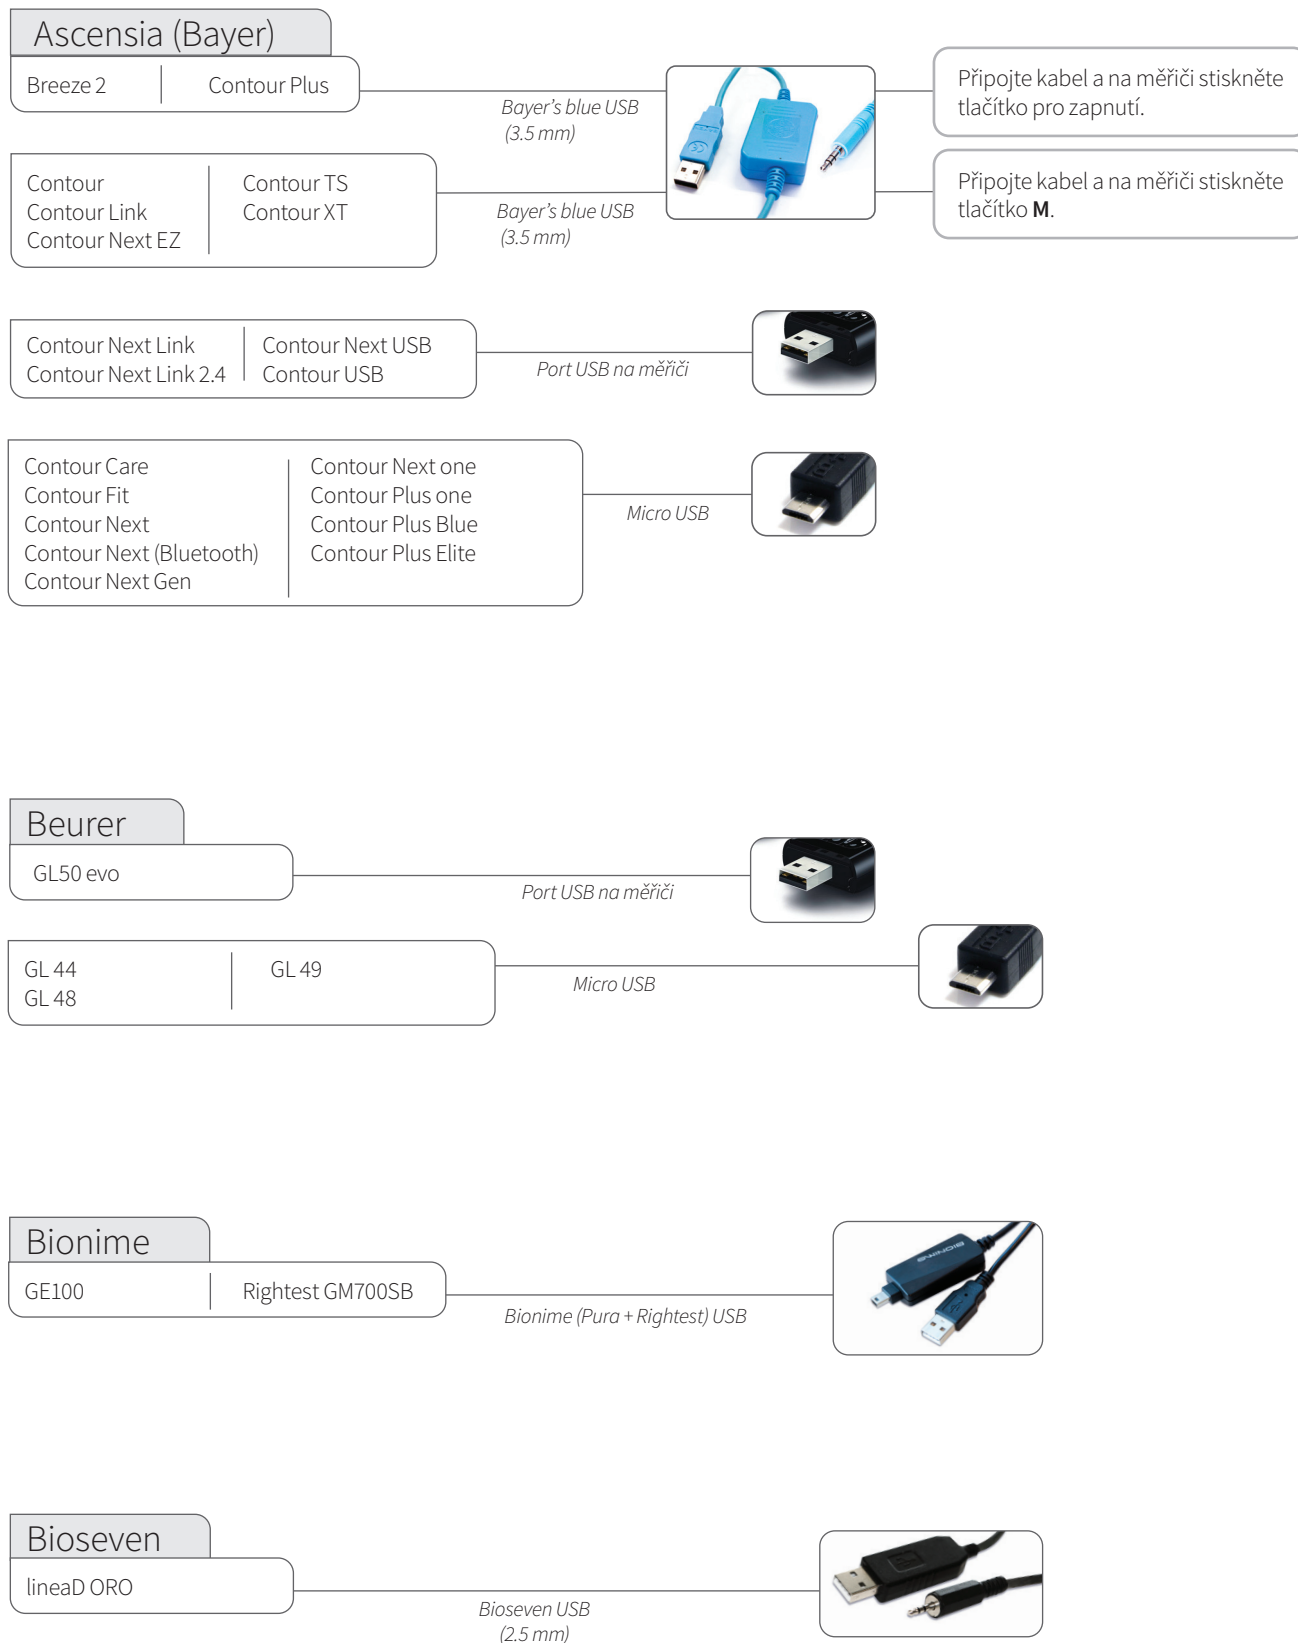 Ascensia (Bayer)
Breeze 2
Contour Plus
Bayer’s blue USB
(3.5 mm)
Připojte kabel a na měřiči stiskněte
tlačítko pro zapnutí.
Contour
Contour Link
Contour Next EZ
Contour TS
Contour XT
Bayer’s blue USB
(3.5 mm)
Připojte kabel a na měřiči stiskněte
tlačítko M.
Contour Next Link
Contour Next Link 2.4
Contour Next USB
Contour USB
Port USB na měřiči
Contour Care
Contour Fit
Contour Next
Contour Next (Bluetooth)
Contour Next Gen
Contour Next one
Contour Plus one
Contour Plus Blue
Contour Plus Elite
Micro USB
Beurer
GL50 evo
Port USB na měřiči
GL 44
GL 48
GL 49
Micro USB
Bionime
GE100
Rightest GM700SB
Bionime (Pura + Rightest) USB
BIONIME
Bioseven
lineaD ORO
Bioseven USB
(2.5 mm)